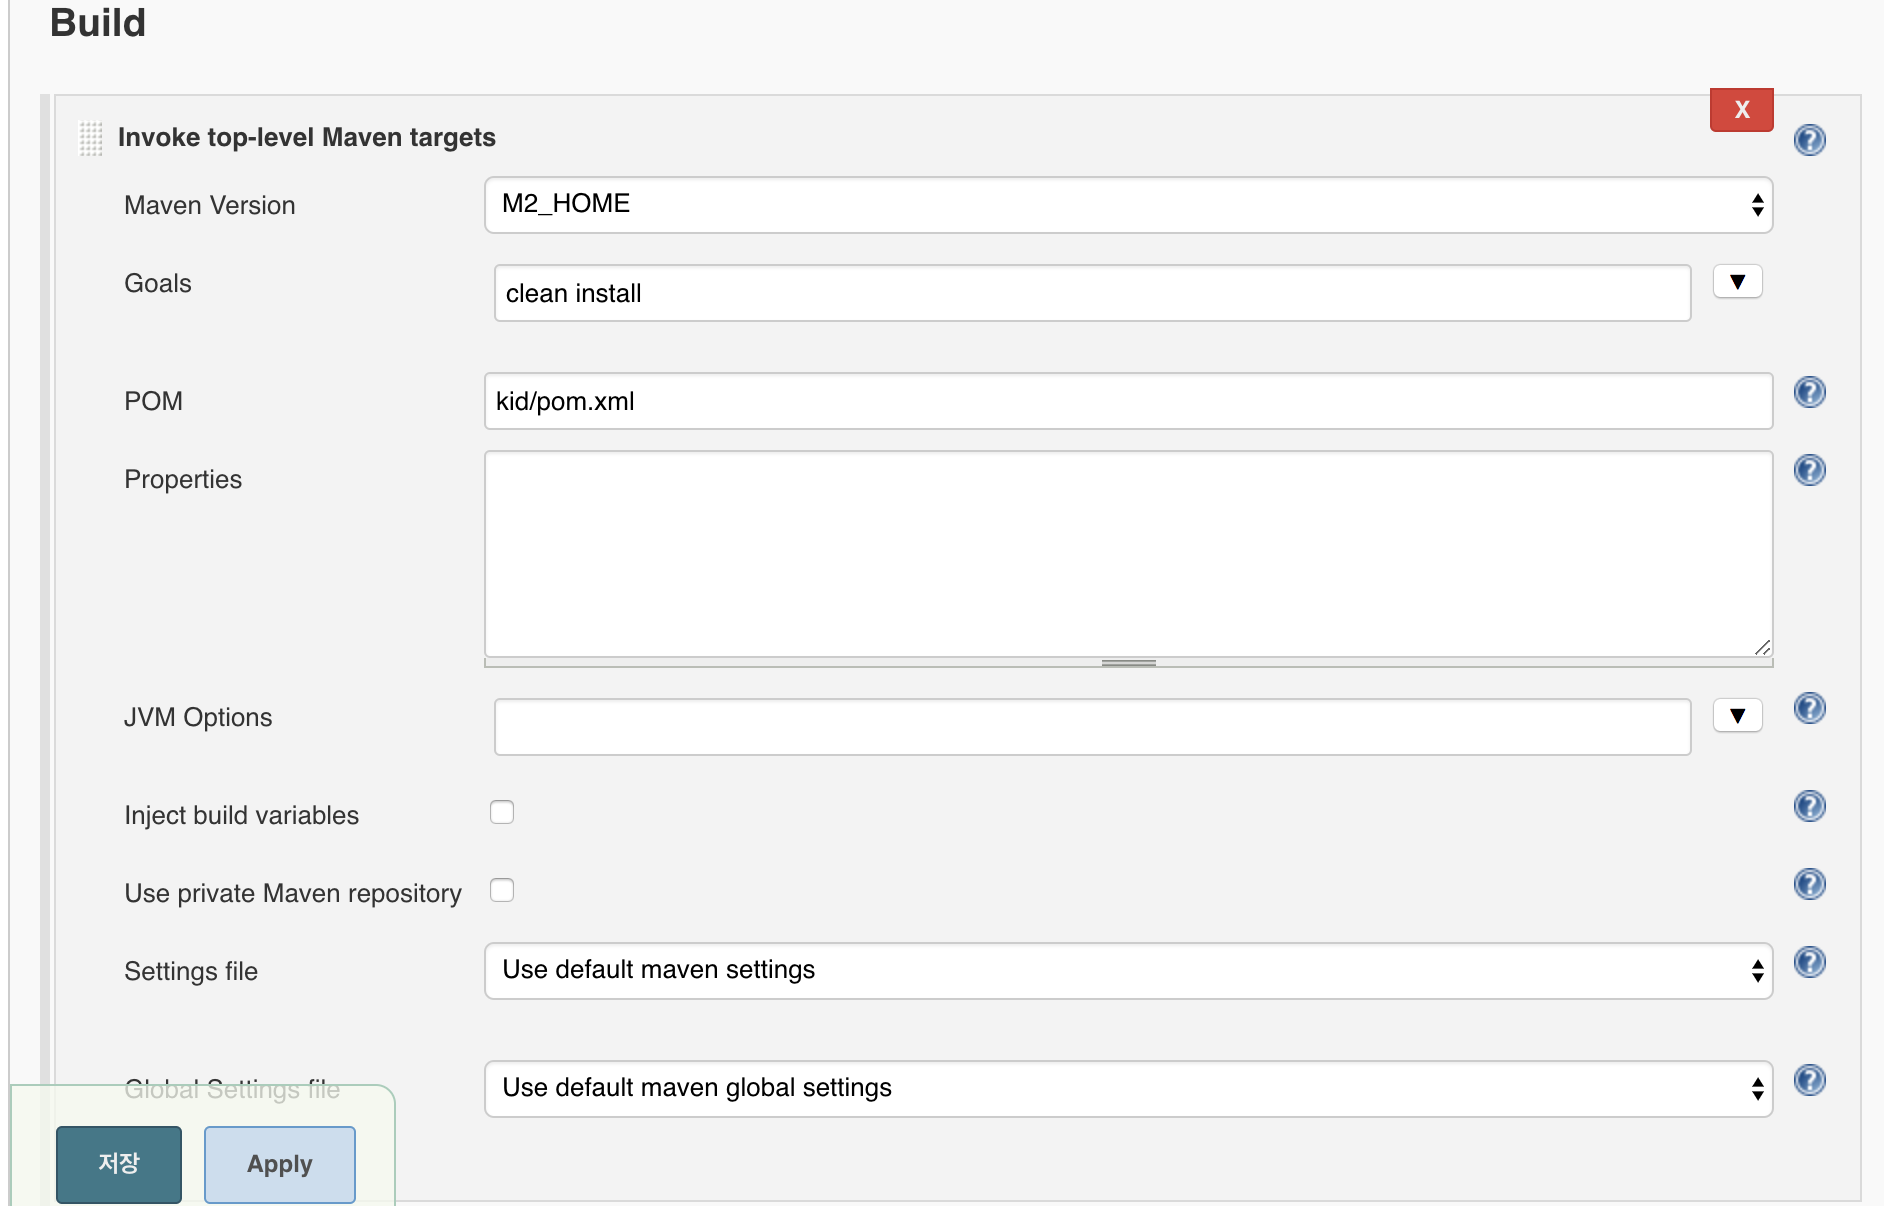 Build
X
Invoke top-level Maven targets
Maven Version
M2_HOME
Goals
clean install
POM
kid/pom.xml
Properties
JVM Options
Inject build variables
Use private Maven repository
Settings file
Use default maven settings
Global Settings file
Use default maven global settings
저장
Apply